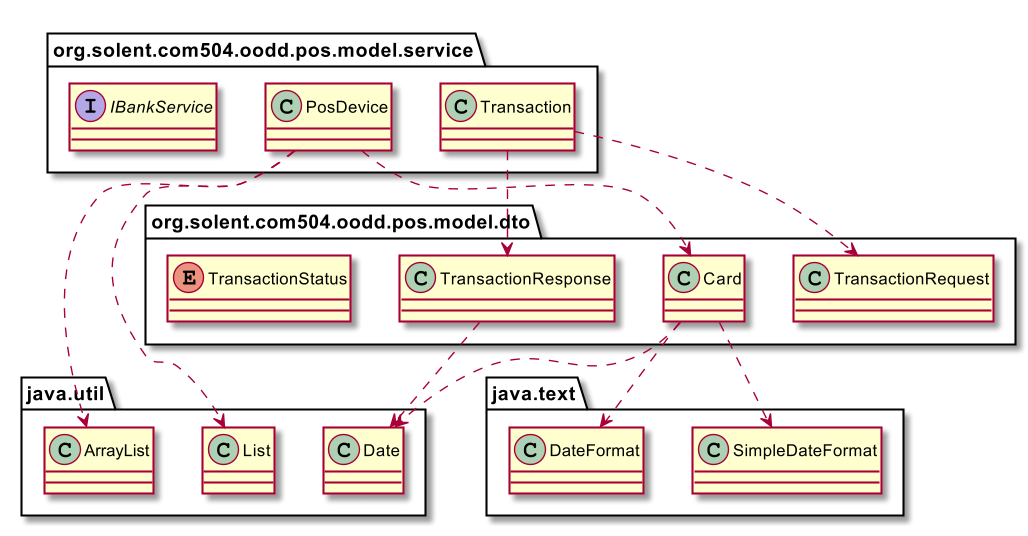 org.solent.com504.oodd.pos.model.service
I IBankService
C PosDevice
C Transaction
org.solent.com504.oodd.pos.model.dto
E TransactionStatus
C TransactionResponse
C Card
C TransactionRequest
java.util
java.text
C ArrayList
C List
C Date
C DateFormat
C SimpleDateFormat